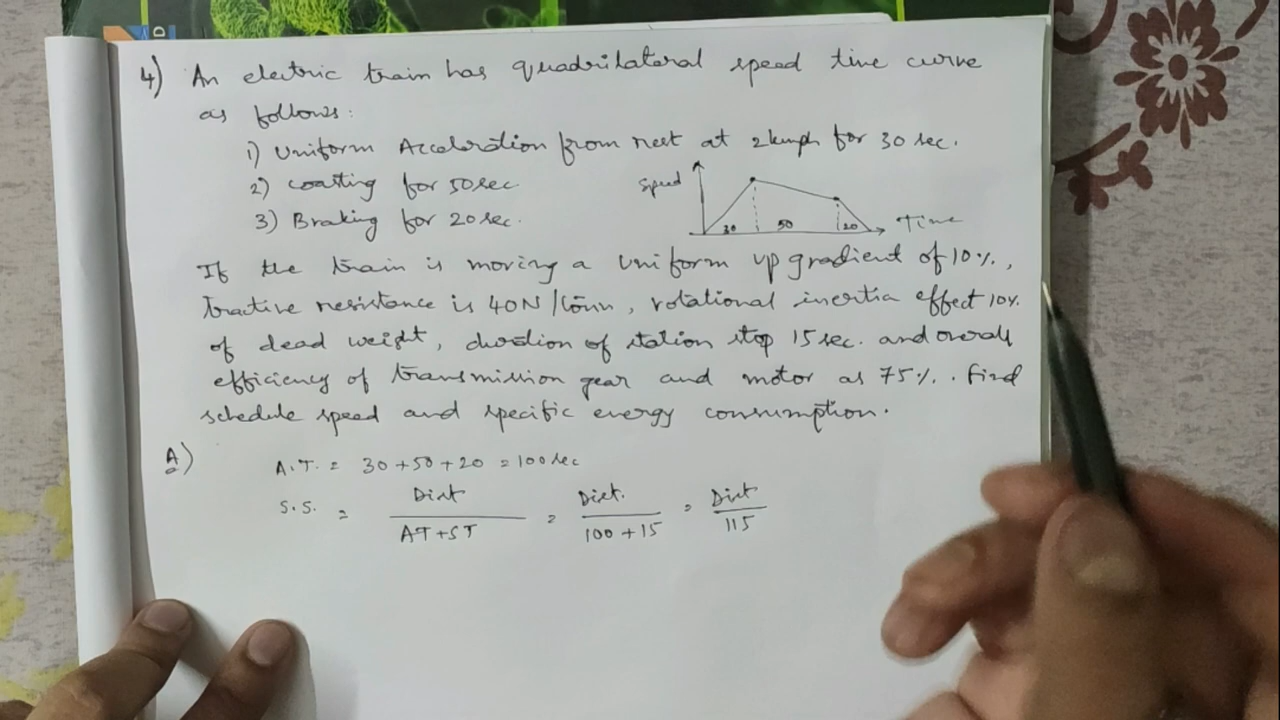 4) An electric train has quadrilateral speed time curve
as follows:
1) Uniform Acceleration from rest at 2kmph for 30 sec.
2) coasting for 50sec
3) Braking for 20sec.
speed
30 50 20 Time
If the train is moving a uniform up gradient of 10%,
tractive resistance is 40N/tonn, rotational inertia effect 10%
of dead weight, duration of station stop 15 sec. and overall
efficiency of transmission gear and motor as 75%. Find
schedule speed and specific energy consumption.
A) A.T. = 30 + 50 + 20 = 100 sec
S.S. = Dist / AT+ST = Dist. / 100 + 15 = Dist / 115